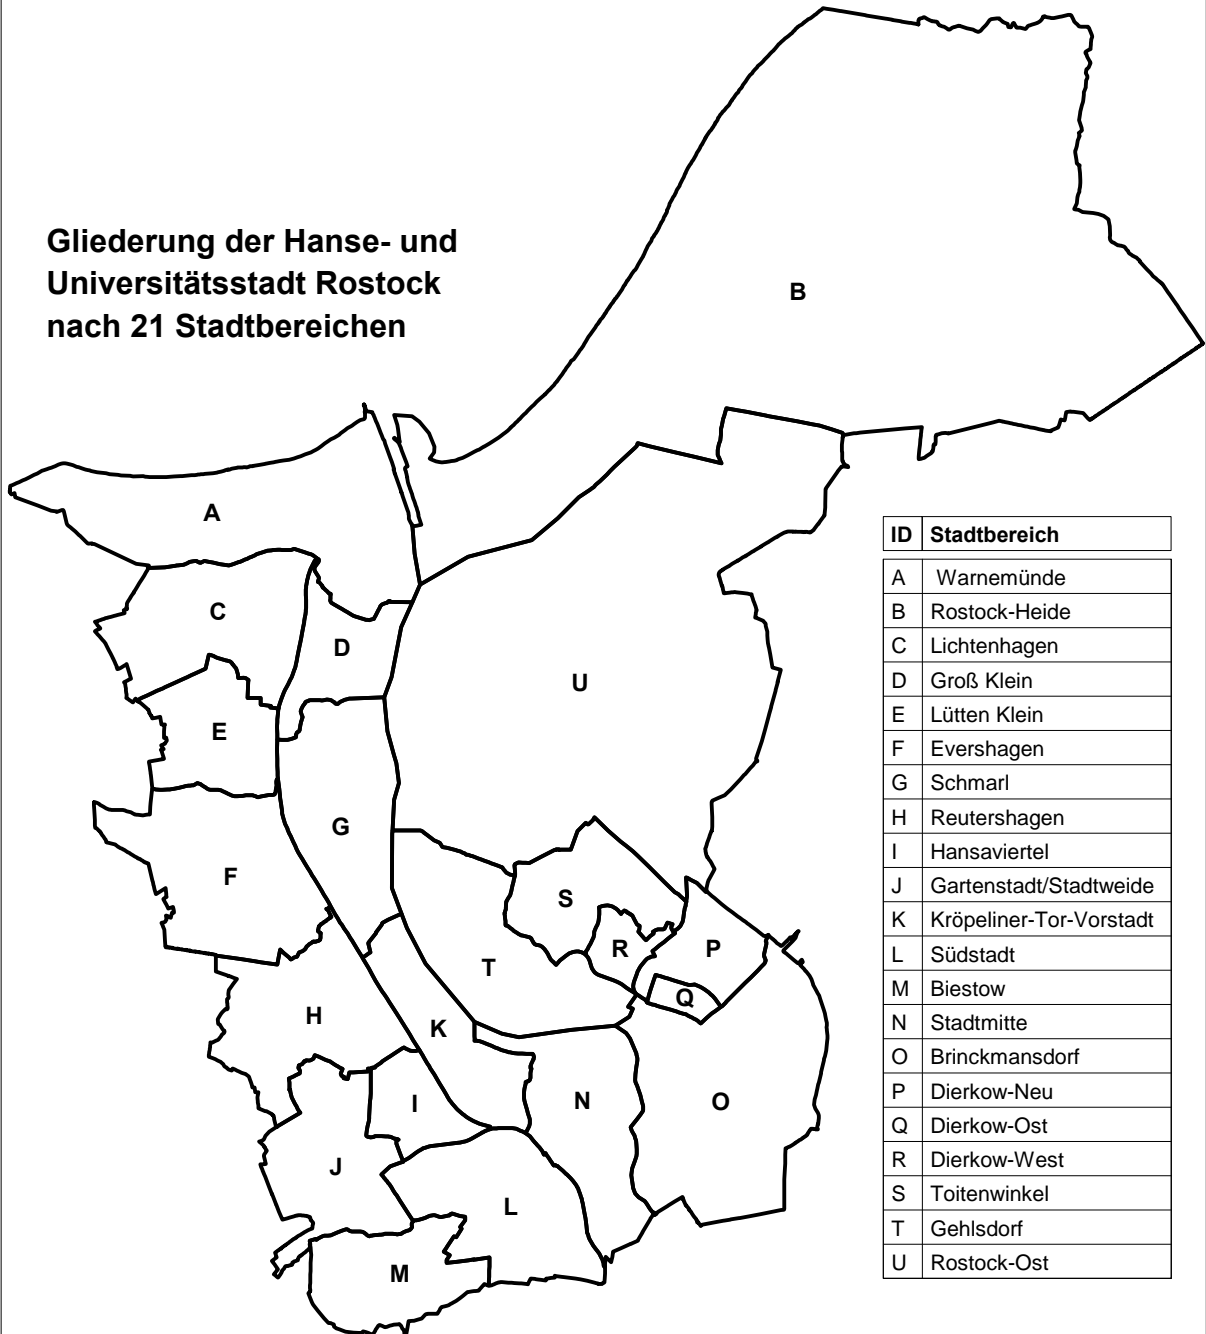 Gliederung der Hanse- und
Universitätsstadt Rostock
nach 21 Stadtbereichen
B
A
C
D
U
E
G
F
S
R
P
T
Q
H
K
I
N
O
J
L
M
ID Stadtbereich
A Warnemünde
B Rostock-Heide
C Lichtenhagen
D Groß Klein
E Lütten Klein
F Evershagen
G Schmarl
H Reutershagen
I Hansaviertel
J Gartenstadt/Stadtweide
K Kröpeliner-Tor-Vorstadt
L Südstadt
M Biestow
N Stadtmitte
O Brinckmansdorf
P Dierkow-Neu
Q Dierkow-Ost
R Dierkow-West
S Toitenwinkel
T Gehlsdorf
U Rostock-Ost